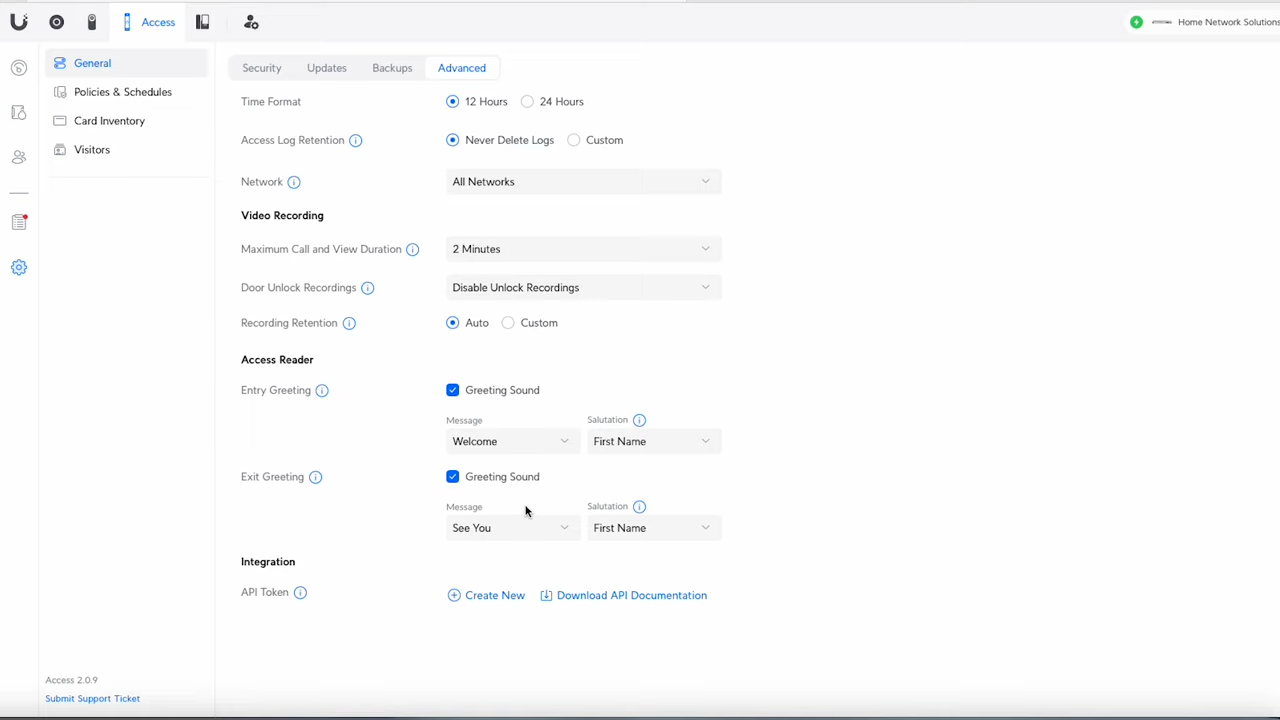 Access
Home Network Solutions
General
Policies & Schedules
Card Inventory
Visitors
Security Updates Backups Advanced
Time Format 12 Hours 24 Hours
Access Log Retention Never Delete Logs Custom
Network All Networks
Video Recording
Maximum Call and View Duration 2 Minutes
Door Unlock Recordings Disable Unlock Recordings
Recording Retention Auto Custom
Access Reader
Entry Greeting Greeting Sound
Message Salutation
Welcome First Name
Exit Greeting Greeting Sound
Message Salutation
See You First Name
Integration
API Token Create New Download API Documentation
Access 2.0.9
Submit Support Ticket